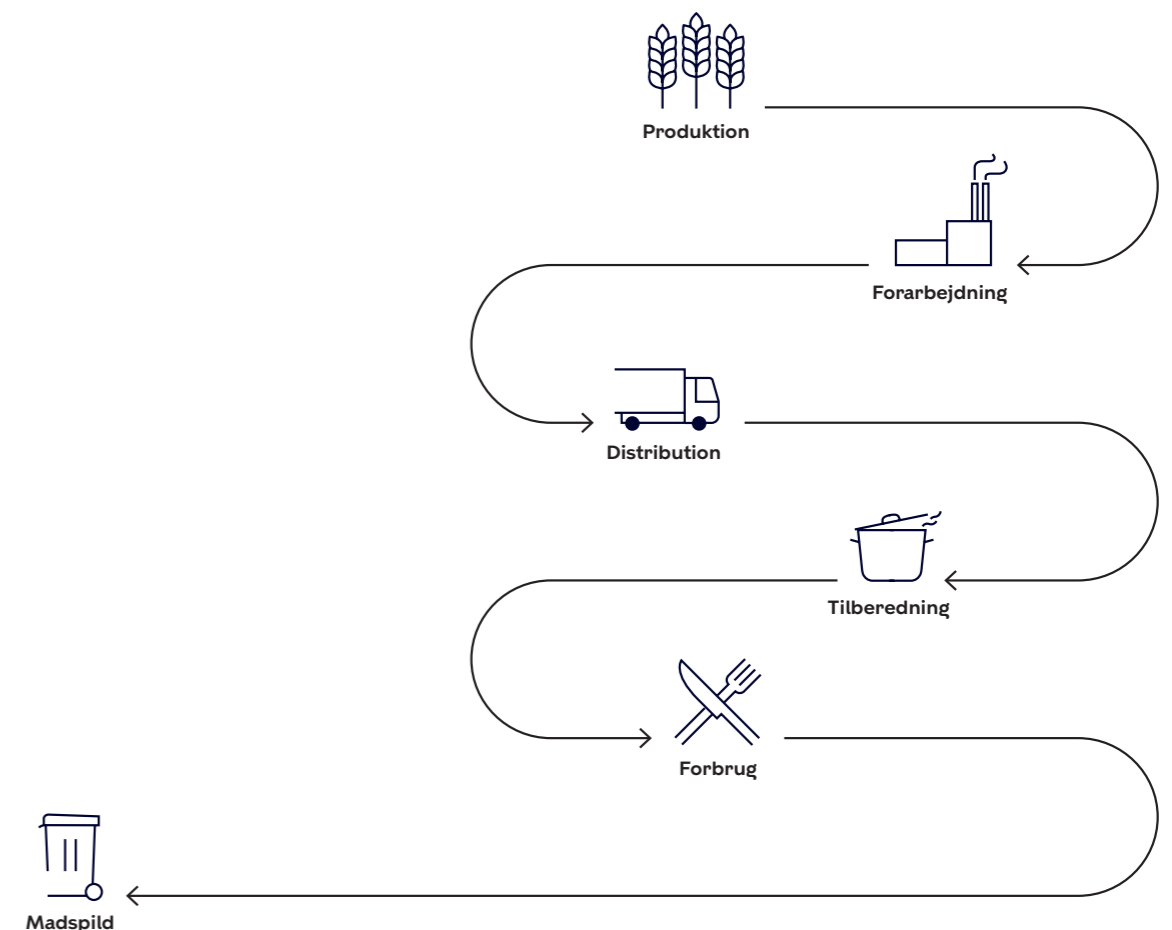 Produktion
Forarbejdning
Distribution
Tilberedning
Forbrug
Madspild